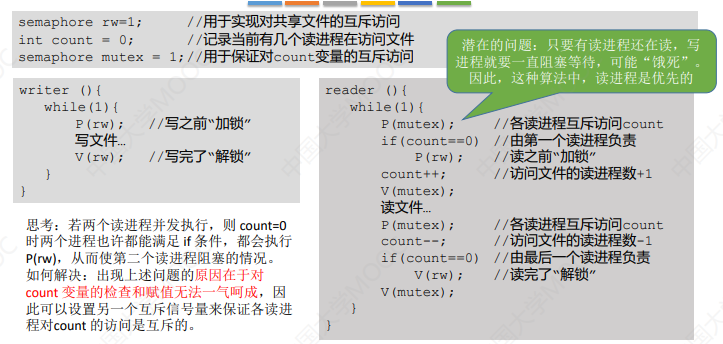 semaphore rw=1;      //用于实现对共享文件的互斥访问
int count = 0;       //记录当前有几个读进程在访问文件
semaphore mutex = 1;//用于保证对count变量的互斥访问
潜在的问题：只要有读进程还在读，写
进程就要一直阻塞等待，可能“饿死”。
因此，这种算法中，读进程是优先的
writer (){
while(1){
P(rw);   //写之前“加锁”
写文件…
V(rw);   //写完了“解锁”
}
}
思考：若两个读进程并发执行，则 count=0
时两个进程也许都能满足 if 条件，都会执行
P(rw)，从而使第二个读进程阻塞的情况。
如何解决：出现上述问题的原因在于对
count 变量的检查和赋值无法一气呵成，因
此可以设置另一个互斥信号量来保证各读进
程对count 的访问是互斥的。
reader (){
while(1){
P(mutex);     //各读进程互斥访问count
if(count==0)  //由第一个读进程负责
P(rw);    //读之前“加锁”
count++;      //访问文件的读进程数+1
V(mutex);
读文件…
P(mutex);     //各读进程互斥访问count
count--;      //访问文件的读进程数-1
if(count==0)  //由最后一个读进程负责
V(rw);    //读完了“解锁”
V(mutex);
}
}